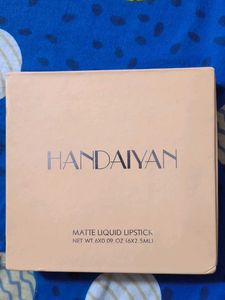 HANDAIYAN
MATTE LIQUID LIPSTICK
NET WT. 6X0.09. OZ (6X2.5ML)